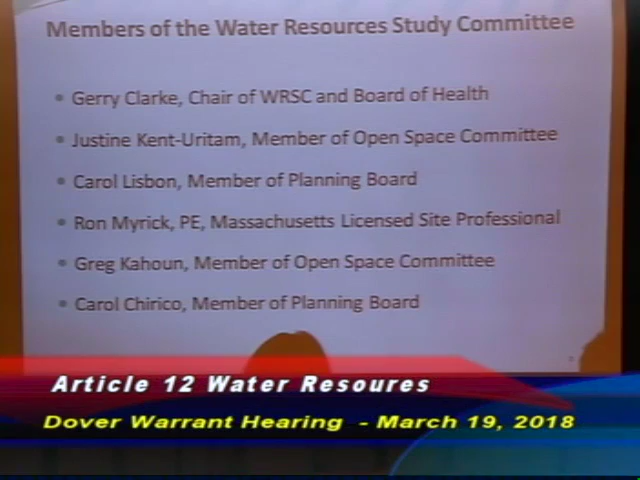 Members of the Water Resources Study Committee
• Gerry Clarke, Chair of WRSC and Board of Health
• Justine Kent-Uritam, Member of Open Space Committee
• Carol Lisbon, Member of Planning Board
• Ron Myrick, PE, Massachusetts Licensed Site Professional
• Greg Kahoun, Member of Open Space Committee
• Carol Chirico, Member of Planning Board
Article 12 Water Resoures
Dover Warrant Hearing - March 19, 2018